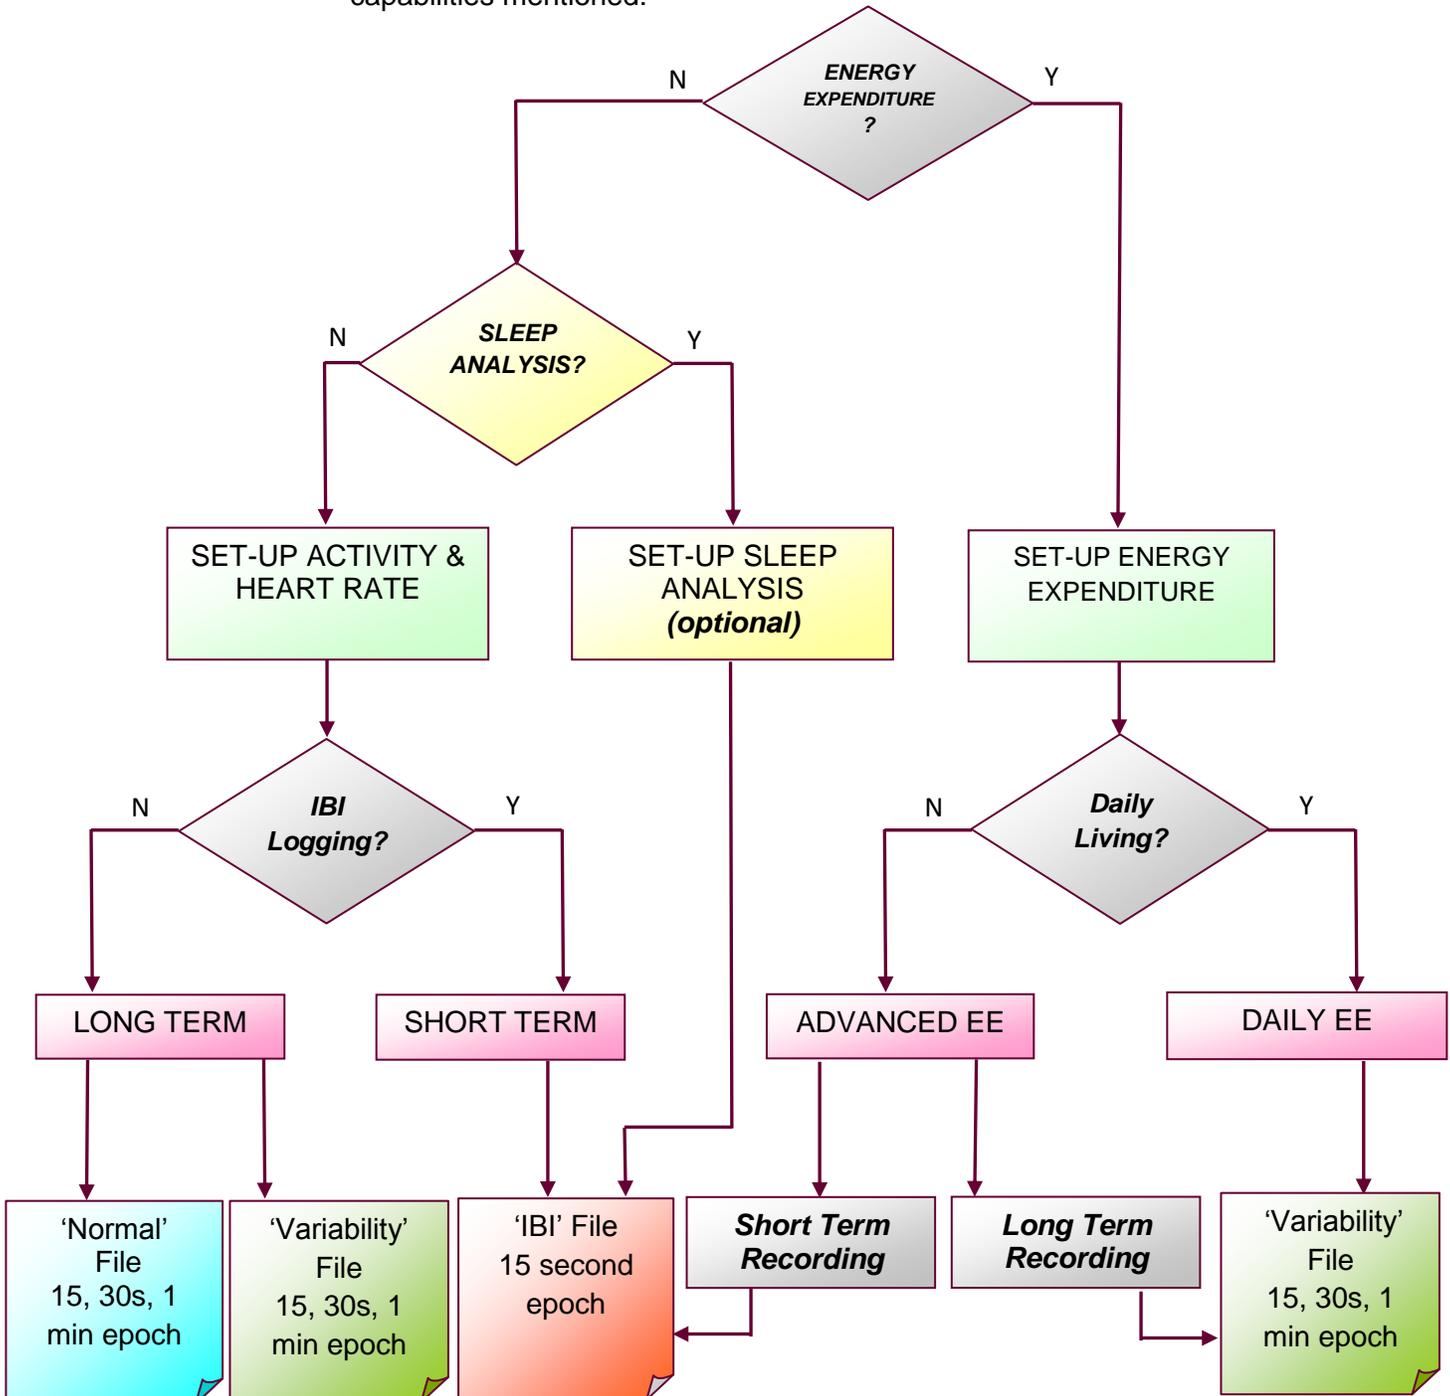 capabilities mentioned.
ENERGY
EXPENDITURE
?
N
Y
SLEEP
ANALYSIS?
N
Y
SET-UP ACTIVITY &
HEART RATE
SET-UP SLEEP
ANALYSIS
(optional)
SET-UP ENERGY
EXPENDITURE
IBI
Logging?
N
Y
Daily
Living?
N
Y
LONG TERM
SHORT TERM
ADVANCED EE
DAILY EE
‘Normal’
File
15, 30s, 1
min epoch
‘Variability’
File
15, 30s, 1
min epoch
‘IBI’ File
15 second
epoch
Short Term
Recording
Long Term
Recording
‘Variability’
File
15, 30s, 1
min epoch